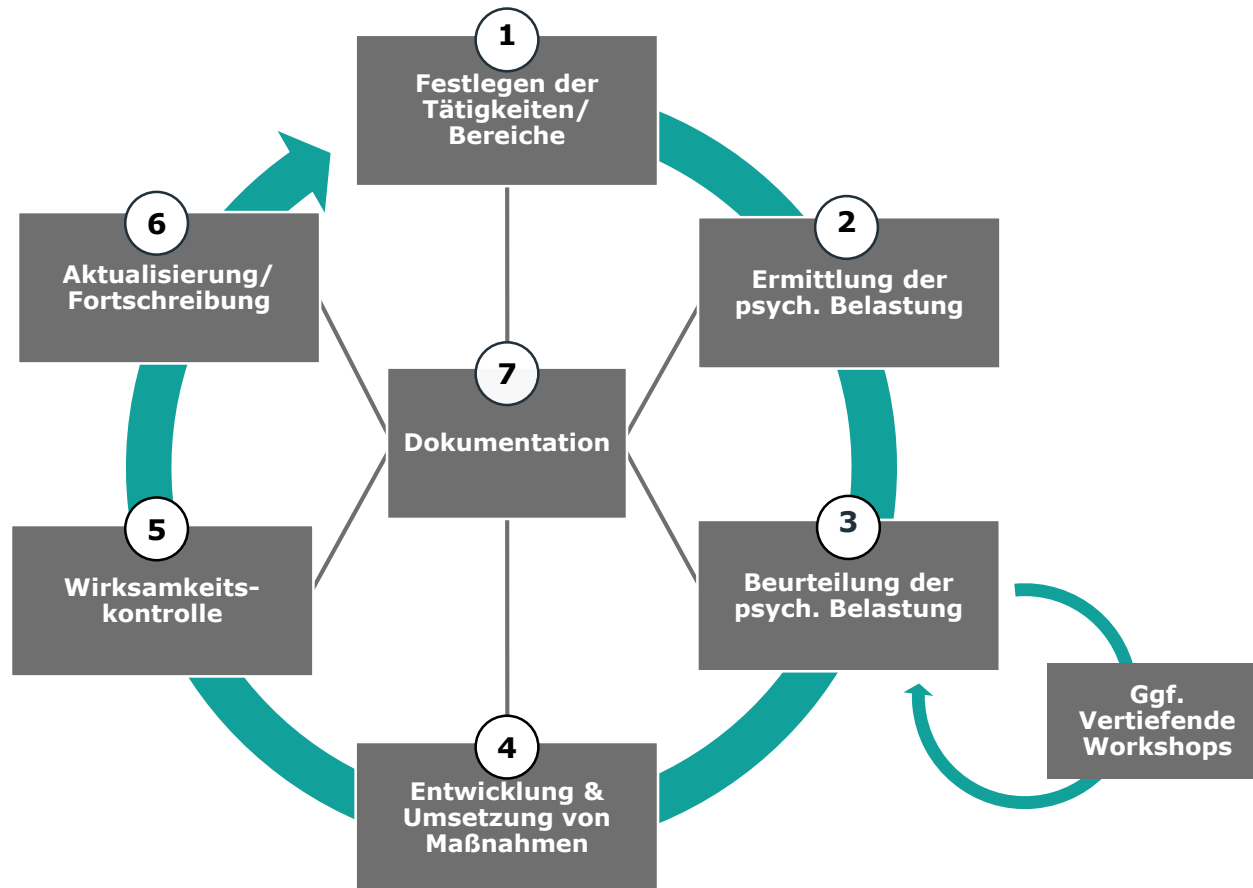 1
Festlegen der
Tätigkeiten/
Bereiche
2
Ermittlung der
psych. Belastung
3
Beurteilung der
psych. Belastung
Ggf.
Vertiefende
Workshops
4
Entwicklung &
Umsetzung von
Maßnahmen
5
Wirksamkeits-
kontrolle
6
Aktualisierung/
Fortschreibung
7
Dokumentation